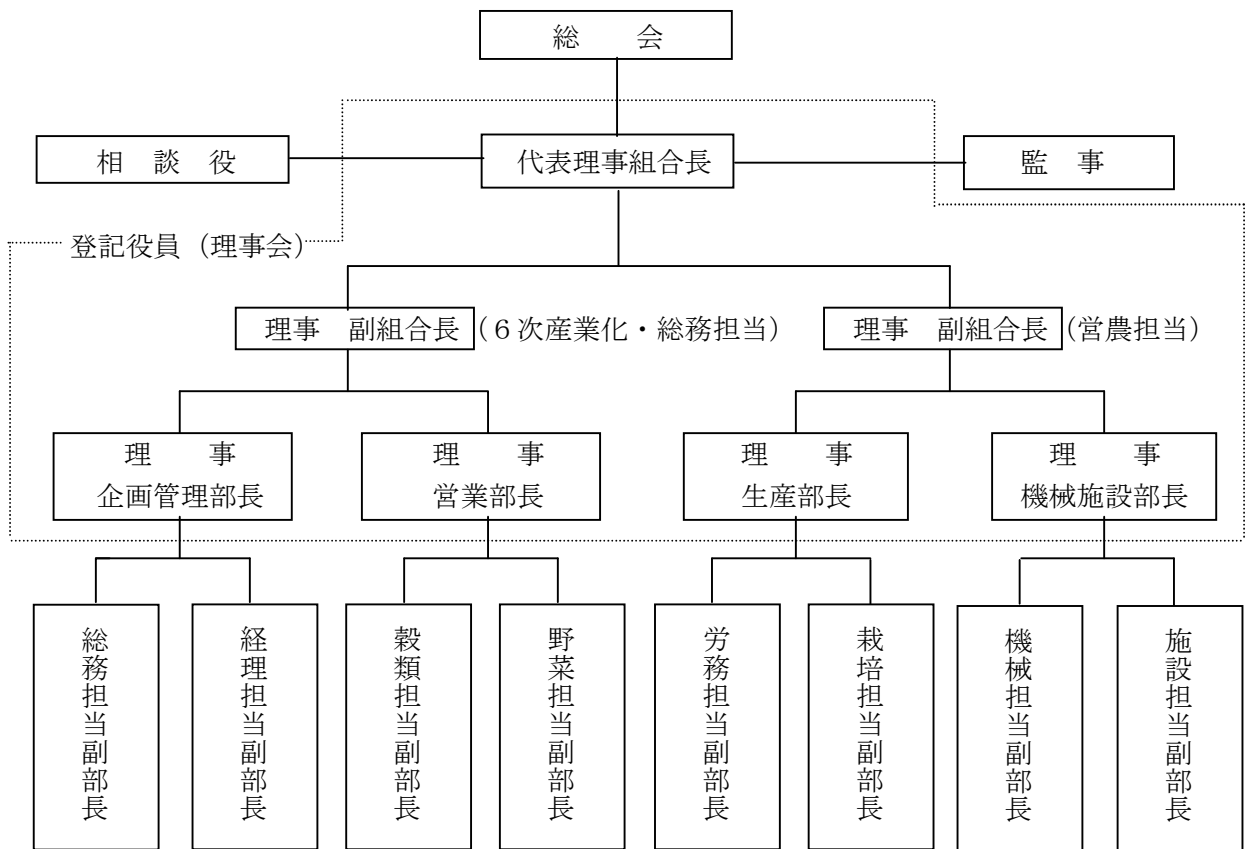 総　　会
相　談　役
代表理事組合長
監　事
登記役員（理事会）
理事　副組合長
（６次産業化・総務担当）
理事　副組合長
（営農担当）
理　　事
企画管理部長
理　　事
営業部長
理　　事
生産部長
理　　事
機械施設部長
総務担当副部長
経理担当副部長
穀類担当副部長
野菜担当副部長
労務担当副部長
栽培担当副部長
機械担当副部長
施設担当副部長